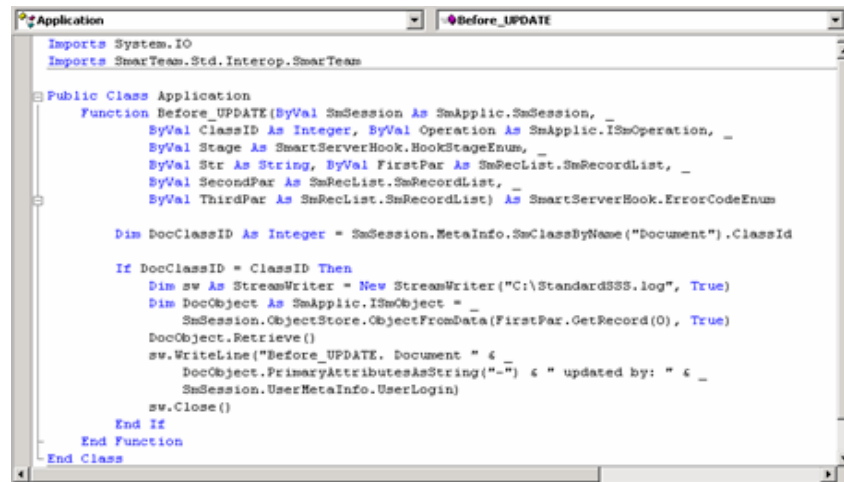 Application Before_UPDATE
Imports System.IO
Imports SmarTeam.Std.Interop.SmarTeam
Public Class Application
Function Before_UPDATE(ByVal SmSession As SmApplic.SmSession, _
ByVal ClassID As Integer, ByVal Operation As SmApplic.ISmOperation, _
ByVal Stage As SmartServerHook.HookStageEnum, _
ByVal Str As String, ByVal FirstPar As SmRecList.SmRecordList, _
ByVal SecondPar As SmRecList.SmRecordList, _
ByVal ThirdPar As SmRecList.SmRecordList) As SmartServerHook.ErrorCodeEnum
Dim DocClassID As Integer = SmSession.MetaInfo.SmClassByName("Document").ClassId
If DocClassID = ClassID Then
Dim sw As StreamWriter = New StreamWriter("C:\StandardSSS.log", True)
Dim DocObject As SmApplic.ISmObject = _
SmSession.ObjectStore.ObjectFromData(FirstPar.GetRecord(0), True)
DocObject.Retrieve()
sw.WriteLine("Before_UPDATE. Document " & _
DocObject.PrimaryAttributesAsString("-") & " updated by: " & _
SmSession.UserMetaInfo.UserLogin)
sw.Close()
End If
End Function
End Class